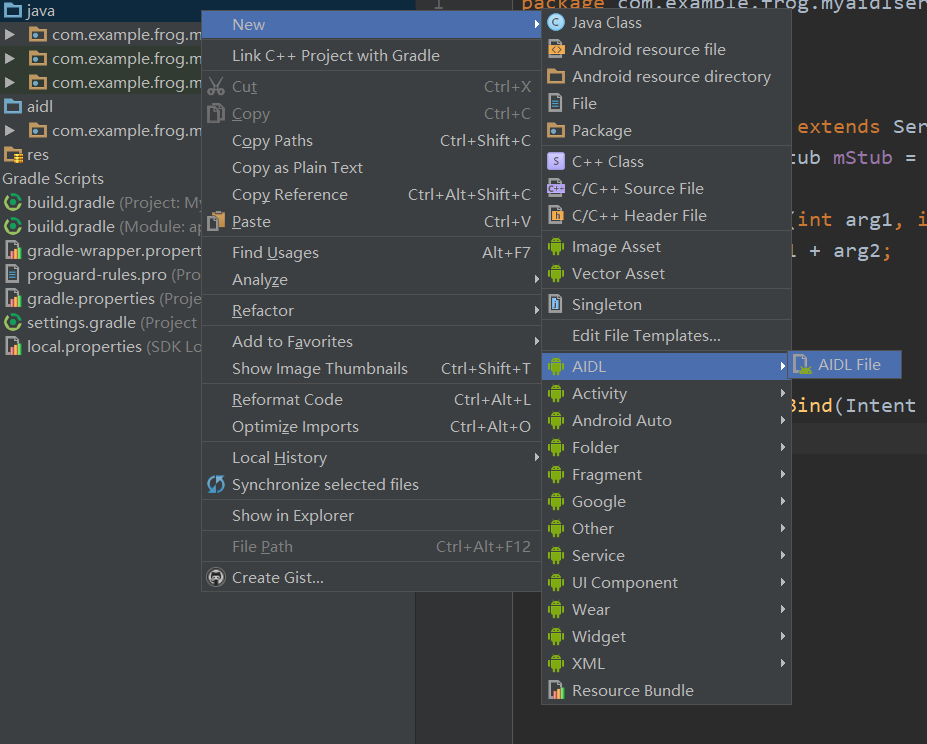 java
com.example.frog.m
com.example.frog.m
com.example.frog.m
aidl
com.example.frog.m
res
Gradle Scripts
build.gradle (Project: My
build.gradle (Module: ap
gradle-wrapper.propert
proguard-rules.pro (Pro
gradle.properties (Proje
settings.gradle (Project
local.properties (SDK Lo
New
Link C++ Project with Gradle
Cut Ctrl+X
Copy Ctrl+C
Copy Paths Ctrl+Shift+C
Copy as Plain Text
Copy Reference Ctrl+Alt+Shift+C
Paste Ctrl+V
Find Usages Alt+F7
Analyze
Refactor
Add to Favorites
Show Image Thumbnails Ctrl+Shift+T
Reformat Code Ctrl+Alt+L
Optimize Imports Ctrl+Alt+O
Local History
Synchronize selected files
Show in Explorer
File Path Ctrl+Alt+F12
Create Gist...
Java Class
Android resource file
Android resource directory
File
Package
C++ Class
C/C++ Source File
C/C++ Header File
Image Asset
Vector Asset
Singleton
Edit File Templates...
AIDL
Activity
Android Auto
Folder
Fragment
Google
Other
Service
UI Component
Wear
Widget
XML
Resource Bundle
AIDL File
1
package com.example.frog.myaidlser
extends Ser
tub mStub =
(int arg1, i
1 + arg2;
Bind(Intent